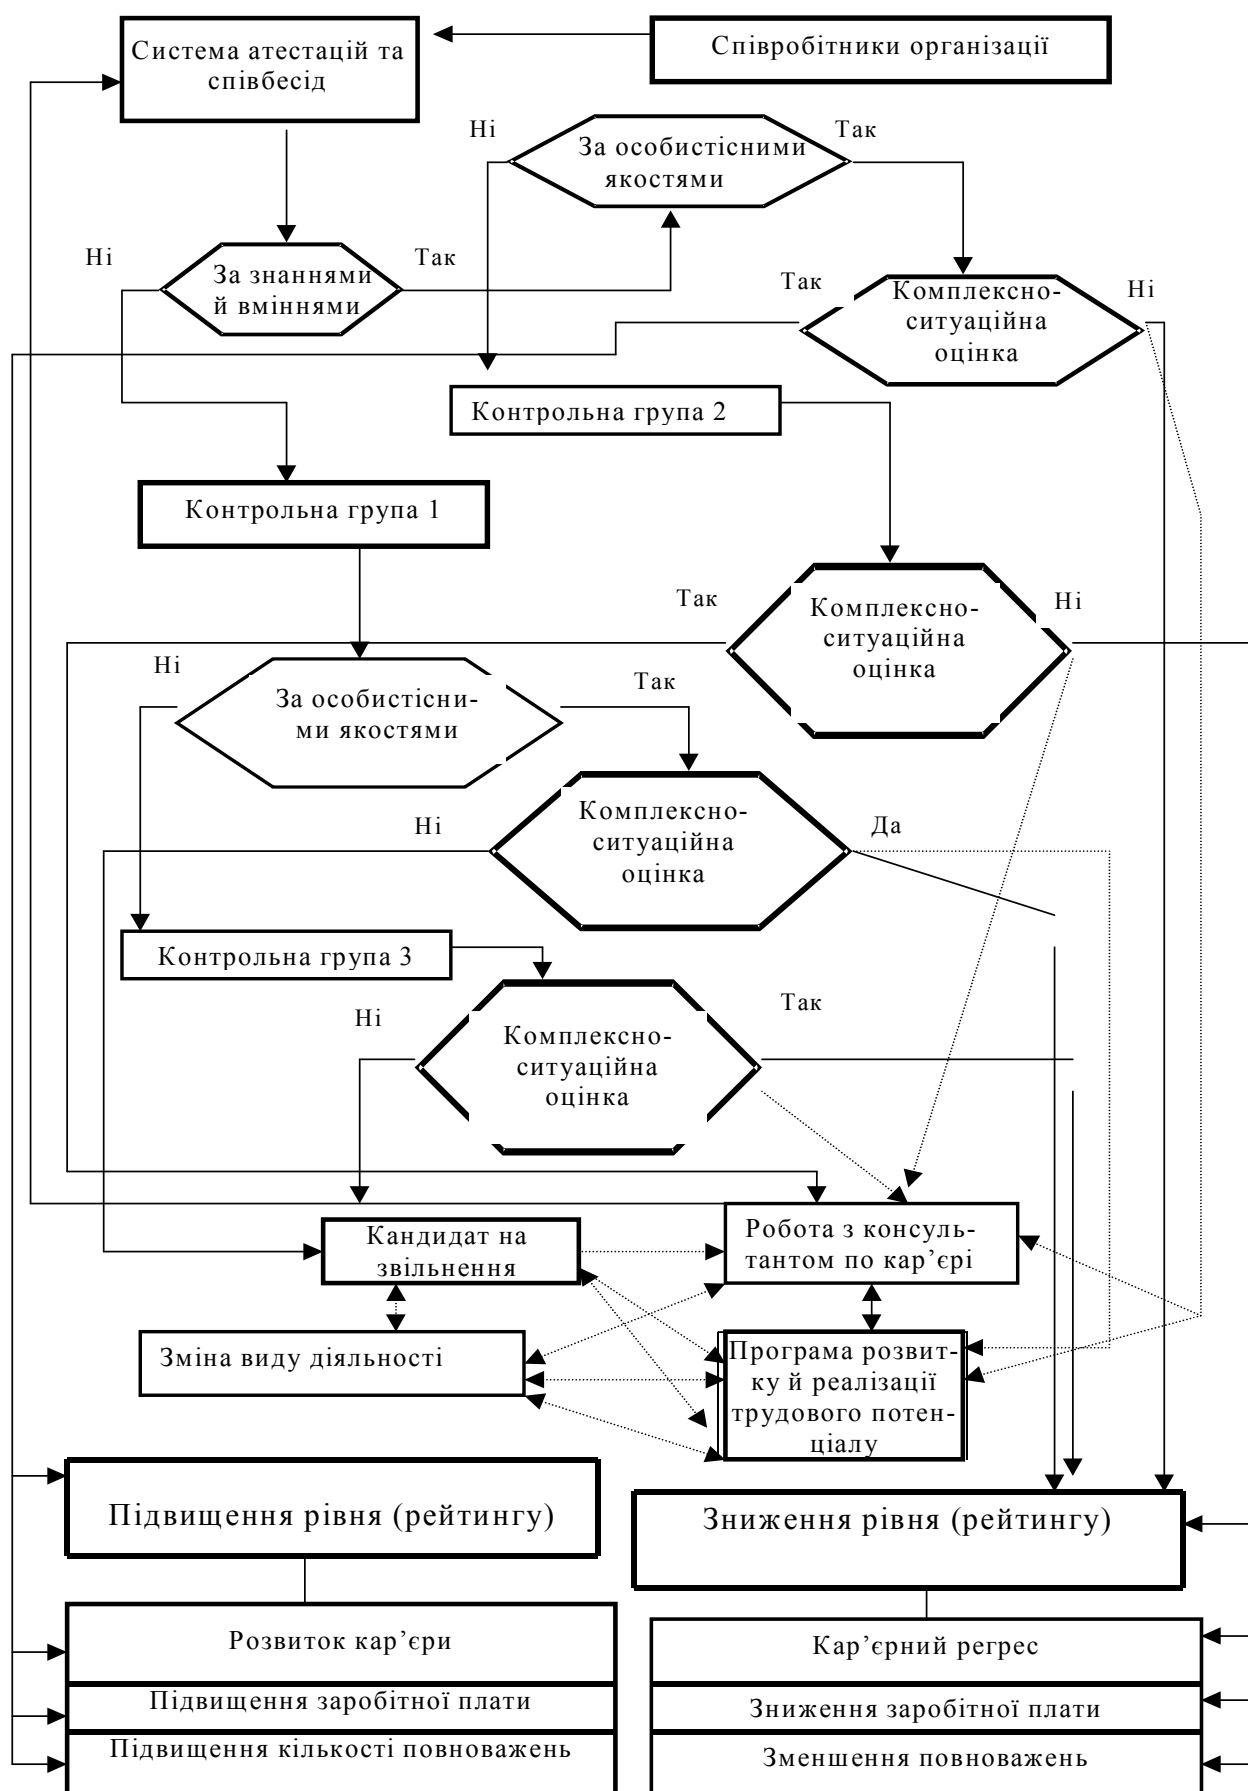 Система атестацій та
співбесід
Співробітники організації
Ні
Так
За особистісними
якостями
Ні
Так
За знаннями
й вміннями
Так
Ні
Комплексно-
ситуаційна
оцінка
Контрольна група 2
Контрольна група 1
Так
Ні
Комплексно-
ситуаційна
оцінка
Ні
Так
За особистісни-
ми якостями
Ні
Да
Комплексно-
ситуаційна
оцінка
Контрольна група 3
Ні
Так
Комплексно-
ситуаційна
оцінка
Кандидат на
звільнення
Робота з консуль-
тантом по кар’єрі
Зміна виду діяльності
Програма розвит-
ку й реалізації
трудового потен-
ціалу
Підвищення рівня (рейтингу)
Зниження рівня (рейтингу)
Розвиток кар’єри
Підвищення заробітної плати
Підвищення кількості повноважень
Кар’єрний регрес
Зниження заробітної плати
Зменшення повноважень